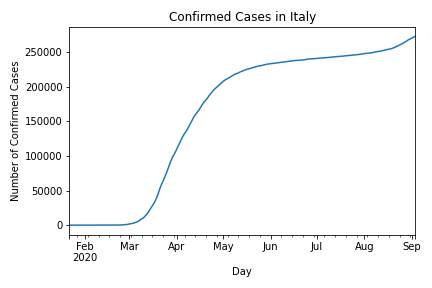 Confirmed Cases in Italy
Number of Confirmed Cases
250000
200000
150000
100000
50000
0
Feb Mar Apr May Jun Jul Aug Sep
2020
Day